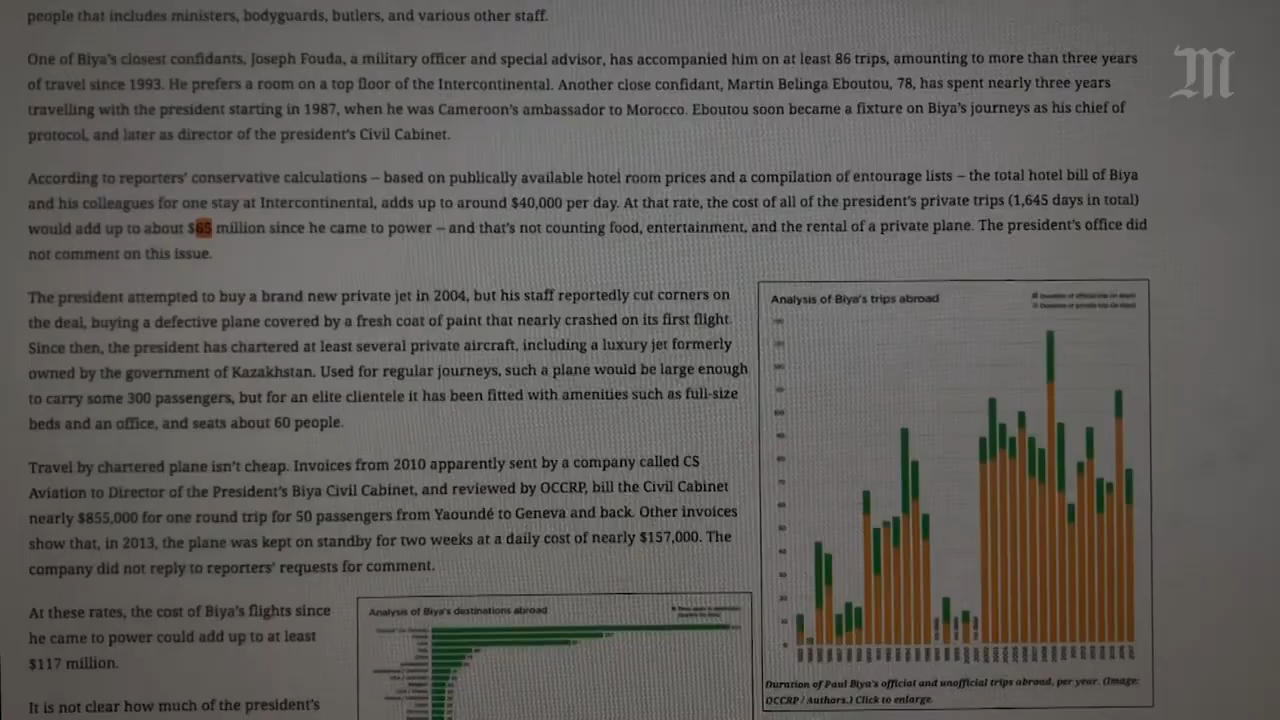 people that includes ministers, bodyguards, butlers, and various other staff.
M
One of Biya's closest confidants, Joseph Fouda, a military officer and special advisor, has accompanied him on at least 86 trips, amounting to more than three years
of travel since 1993. He prefers a room on a top floor of the Intercontinental. Another close confidant, Martin Belinga Eboutou, 78, has spent nearly three years
travelling with the president starting in 1987, when he was Cameroon's ambassador to Morocco. Eboutou soon became a fixture on Biya's journeys as his chief of
protocol, and later as director of the president's Civil Cabinet.
According to reporters' conservative calculations – based on publically available hotel room prices and a compilation of entourage lists – the total hotel bill of Biya
and his colleagues for one stay at Intercontinental, adds up to around $40,000 per day. At that rate, the cost of all of the president's private trips (1,645 days in total)
would add up to about $65 million since he came to power – and that's not counting food, entertainment, and the rental of a private plane. The president's office did
not comment on this issue.
The president attempted to buy a brand new private jet in 2004, but his staff reportedly cut corners on
the deal, buying a defective plane covered by a fresh coat of paint that nearly crashed on its first flight.
Since then, the president has chartered at least several private aircraft, including a luxury jet formerly
owned by the government of Kazakhstan. Used for regular journeys, such a plane would be large enough
to carry some 300 passengers, but for an elite clientele it has been fitted with amenities such as full-size
beds and an office, and seats about 60 people.
Travel by chartered plane isn't cheap. Invoices from 2010 apparently sent by a company called CS
Aviation to Director of the President's Biya Civil Cabinet, and reviewed by OCCRP, bill the Civil Cabinet
nearly $855,000 for one round trip for 50 passengers from Yaoundé to Geneva and back. Other invoices
show that, in 2013, the plane was kept on standby for two weeks at a daily cost of nearly $157,000. The
company did not reply to reporters' requests for comment.
At these rates, the cost of Biya's flights since
he came to power could add up to at least
$117 million.
It is not clear how much of the president's
Analysis of Biya's destinations abroad
Analysis of Biya's trips abroad
Duration of Paul Biya's official and unofficial trips abroad, per year. (Image:
OCCRP / Authors.) Click to enlarge.